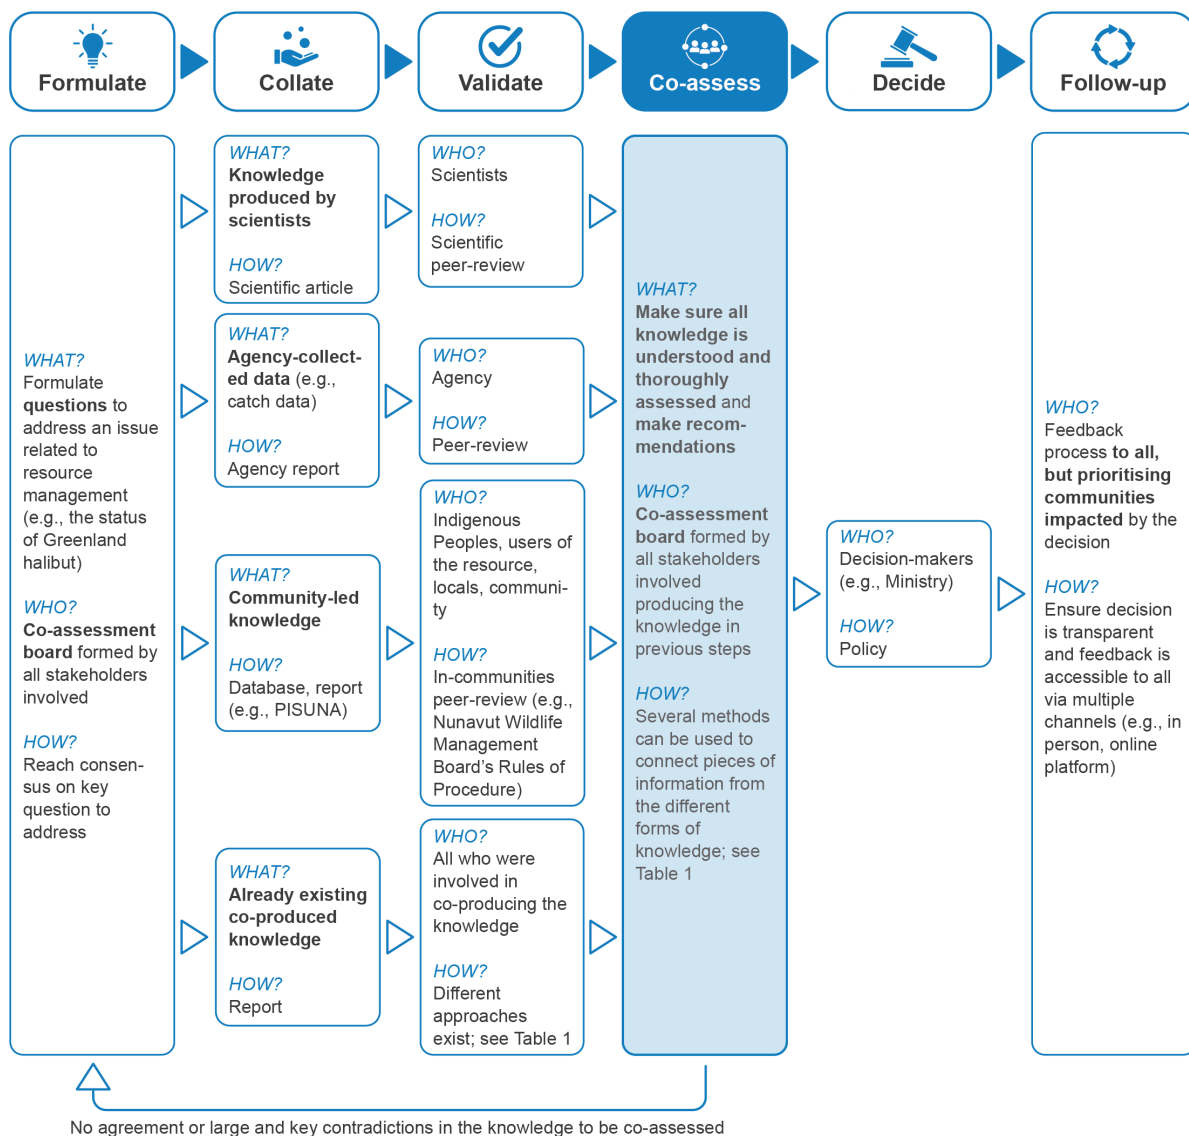 Formulate
Collate
Validate
Co-assess
Decide
Follow-up
WHAT?
Formulate
questions to
address an issue
related to
resource
management
(e.g., the status
of Greenland
halibut)
WHO?
Co-assessment
board formed by
all stakeholders
involved
HOW?
Reach consen-
sus on key
question to
address
WHAT?
Knowledge
produced by
scientists
HOW?
Scientific article
WHAT?
Agency-collect-
ed data (e.g.,
catch data)
HOW?
Agency report
WHAT?
Community-led
knowledge
HOW?
Database, report
(e.g., PISUNA)
WHAT?
Already existing
co-produced
knowledge
HOW?
Report
WHO?
Scientists
HOW?
Scientific
peer-review
WHO?
Agency
HOW?
Peer-review
WHO?
Indigenous
Peoples, users of
the resource,
locals, communi-
ty
HOW?
In-communities
peer-review (e.g.,
Nunavut Wildlife
Management
Board’s Rules of
Procedure)
WHO?
All who were
involved in
co-producing the
knowledge
HOW?
Different
approaches
exist; see Table 1
WHAT?
Make sure all
knowledge is
understood and
thoroughly
assessed and
make recom-
mendations
WHO?
Co-assessment
board formed by
all stakeholders
involved
producing the
knowledge in
previous steps
HOW?
Several methods
can be used to
connect pieces of
information from
the different
forms of
knowledge; see
Table 1
WHO?
Decision-makers
(e.g., Ministry)
HOW?
Policy
WHO?
Feedback
process to all,
but prioritising
communities
impacted by the
decision
HOW?
Ensure decision
is transparent
and feedback is
accessible to all
via multiple
channels (e.g., in
person, online
platform)
No agreement or large and key contradictions in the knowledge to be co-assessed